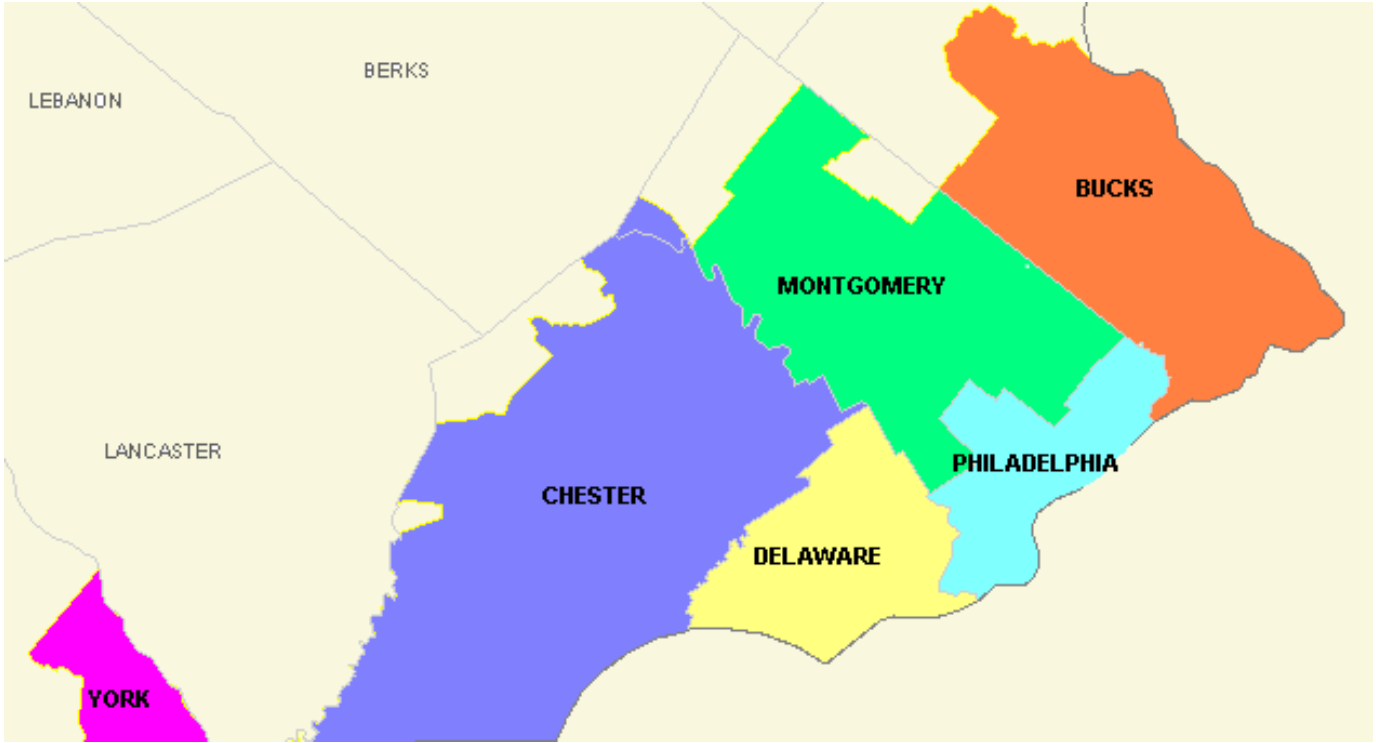 BERKS
LEBANON
BUCKS
MONTGOMERY
LANCASTER
PHILADELPHIA
CHESTER
DELAWARE
YORK